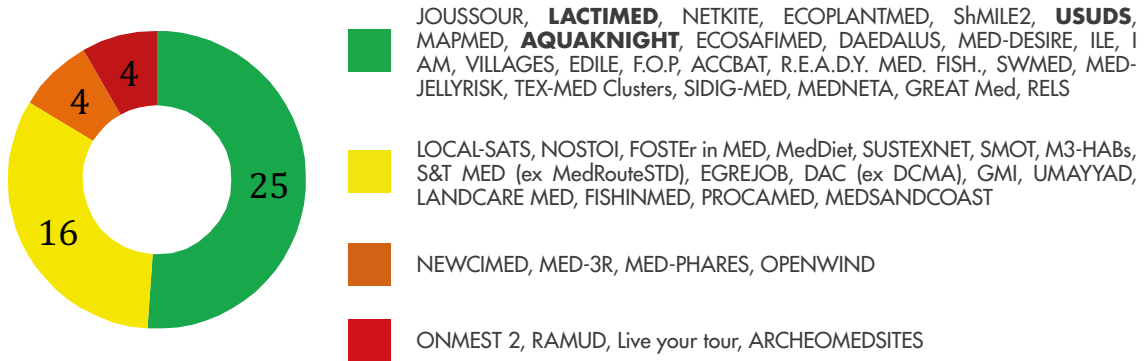 JOUSSOUR, LACTIMED, NETKITE, ECOPLANTMED, ShMILE2, USUDS,
MAPMED, AQUAKNIGHT, ECOSAFIMED, DAEDALUS, MED-DESIRE, ILE, I
AM, VILLAGES, EDILE, F.O.P, ACCBAT, R.E.A.D.Y. MED. FISH., SWMED, MED-
JELLYRISK, TEX-MED Clusters, SIDIG-MED, MEDNETA, GREAT Med, RELS
LOCAL-SATS, NOSTOI, FOSTEr in MED, MedDiet, SUSTEXNET, SMOT, M3-HABs,
S&T MED (ex MedRouteSTD), EGREJOB, DAC (ex DCMA), GMI, UMAYYAD,
LANDCARE MED, FISHINMED, PROCAMED, MEDSANDCOAST
NEWCIMED, MED-3R, MED-PHARES, OPENWIND
ONMEST 2, RAMUD, Live your tour, ARCHEOMEDSITES
4
4
25
16